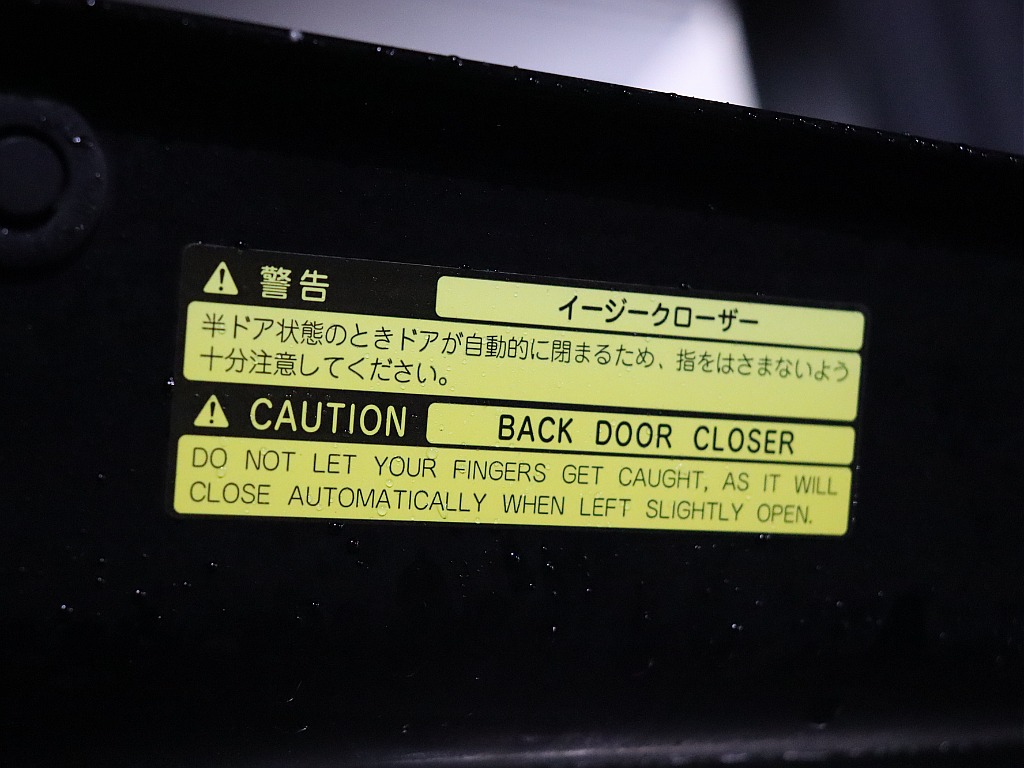 警告 イージークローザー
半ドア状態のときドアが自動的に閉まるため、指をはさまないよう
十分注意してください。
CAUTION BACK DOOR CLOSER
DO NOT LET YOUR FINGERS GET CAUGHT, AS IT WILL
CLOSE AUTOMATICALLY WHEN LEFT SLIGHTLY OPEN.